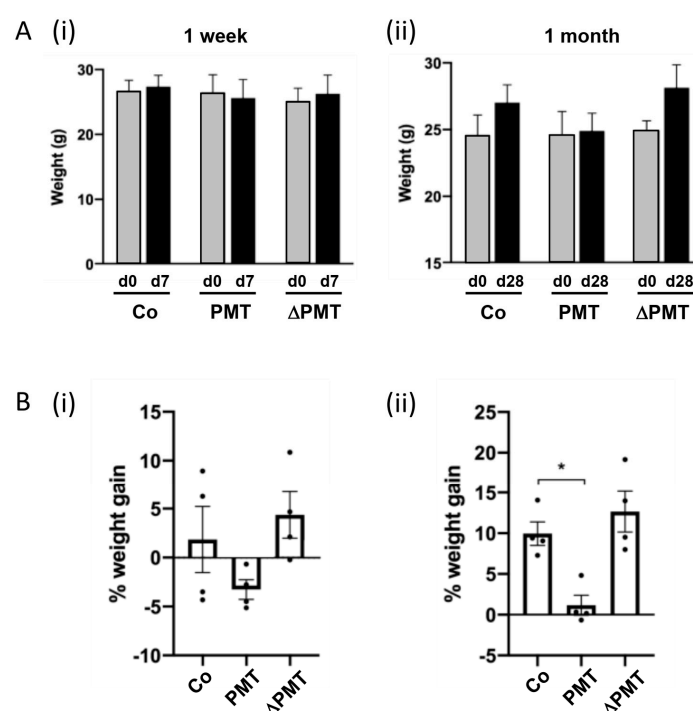 A (i) 1 week
(ii) 1 month
Weight (g)
30
20
10
0
d0 d7 d0 d7 d0 d7
Co PMT ΔPMT
Weight (g)
30
25
20
15
d0 d28 d0 d28 d0 d28
Co PMT ΔPMT
B (i)
(ii)
% weight gain
15
10
5
0
-5
-10
Co PMT ΔPMT
% weight gain
25
20
15
10
5
0
-5
*
Co PMT ΔPMT